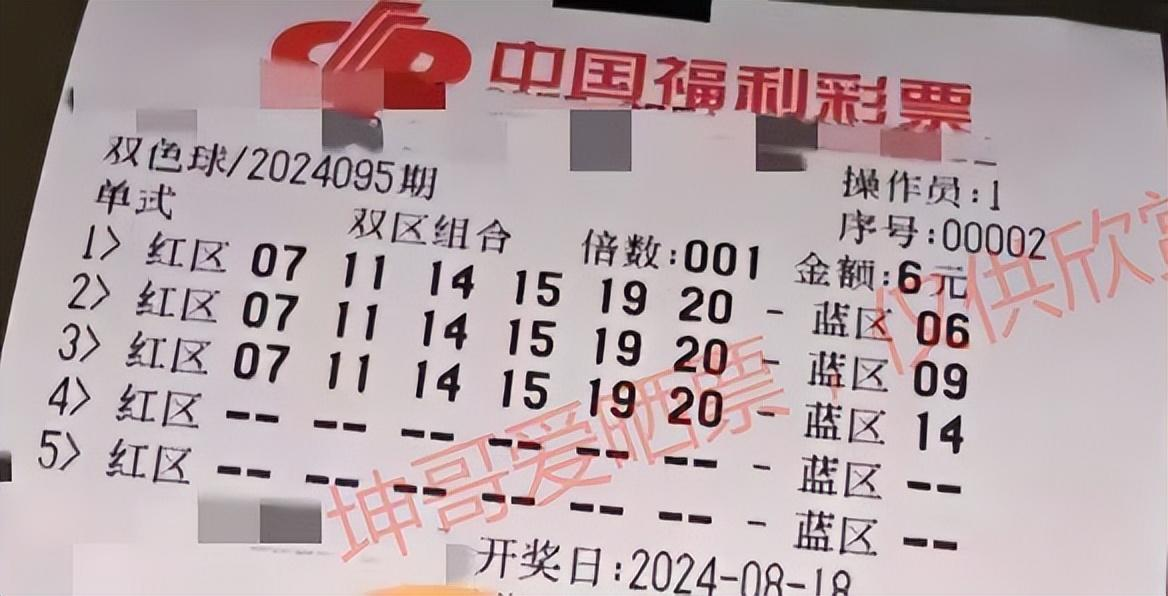 中国福利彩票
双色球/2024095期
操作员:1
单式
双区组合
序号:00002
倍数:001
金额:6元
1> 红区 07 11 14 15 19 20 - 蓝区 06
2> 红区 07 11 14 15 19 20 - 蓝区 09
3> 红区 07 11 14 15 19 20 - 蓝区 14
4> 红区 -- -- -- -- -- -- - 蓝区 --
5> 红区 -- -- -- -- -- -- - 蓝区 --
开奖日:2024-08-18
坤哥爱晒票,仅供欣赏